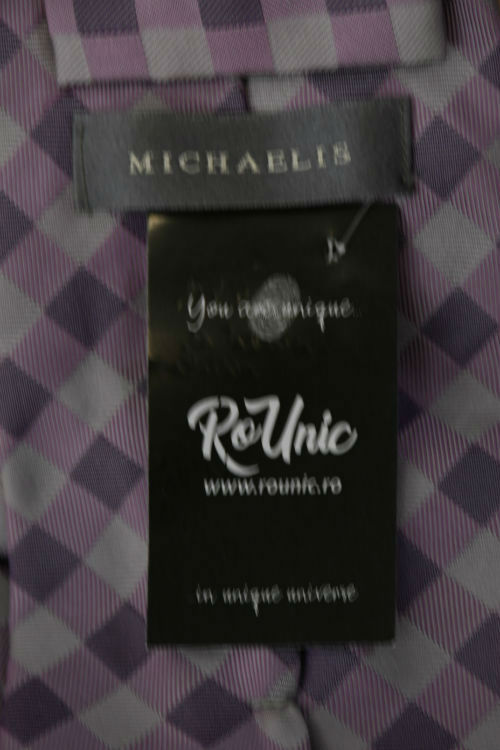 MICHAELIS
You are unique
RoUnic
www.rounic.ro
in unique universe